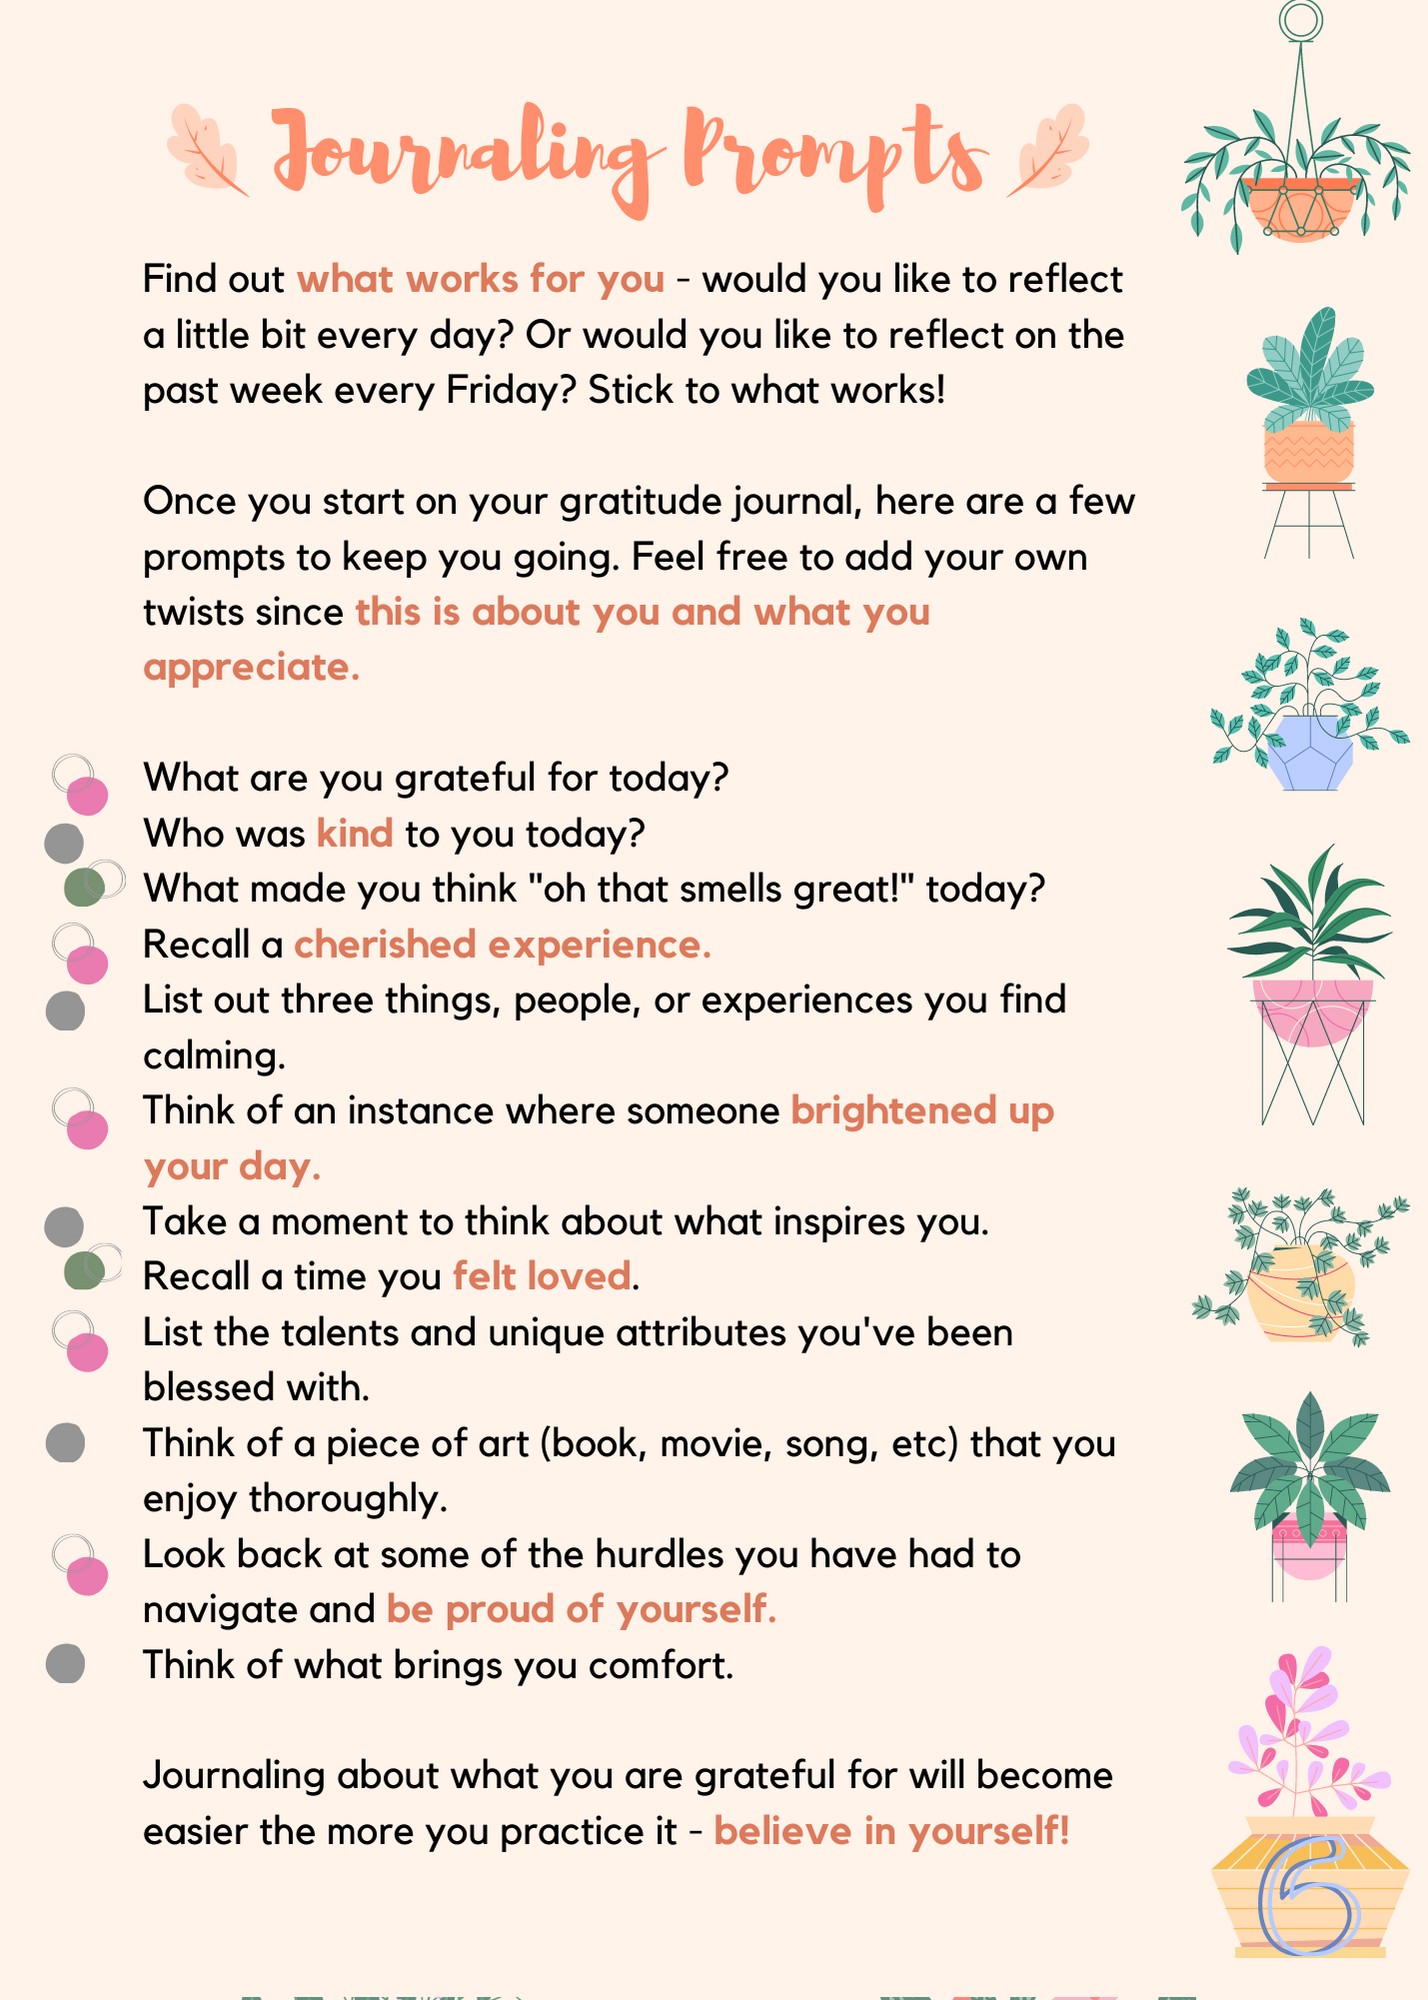 Journaling Prompts
Find out what works for you - would you like to reflect
a little bit every day? Or would you like to reflect on the
past week every Friday? Stick to what works!
Once you start on your gratitude journal, here are a few
prompts to keep you going. Feel free to add your own
twists since this is about you and what you
appreciate.
What are you grateful for today?
Who was kind to you today?
What made you think "oh that smells great!" today?
Recall a cherished experience.
List out three things, people, or experiences you find
calming.
Think of an instance where someone brightened up
your day.
Take a moment to think about what inspires you.
Recall a time you felt loved.
List the talents and unique attributes you've been
blessed with.
Think of a piece of art (book, movie, song, etc) that you
enjoy thoroughly.
Look back at some of the hurdles you have had to
navigate and be proud of yourself.
Think of what brings you comfort.
Journaling about what you are grateful for will become
easier the more you practice it - believe in yourself!
6